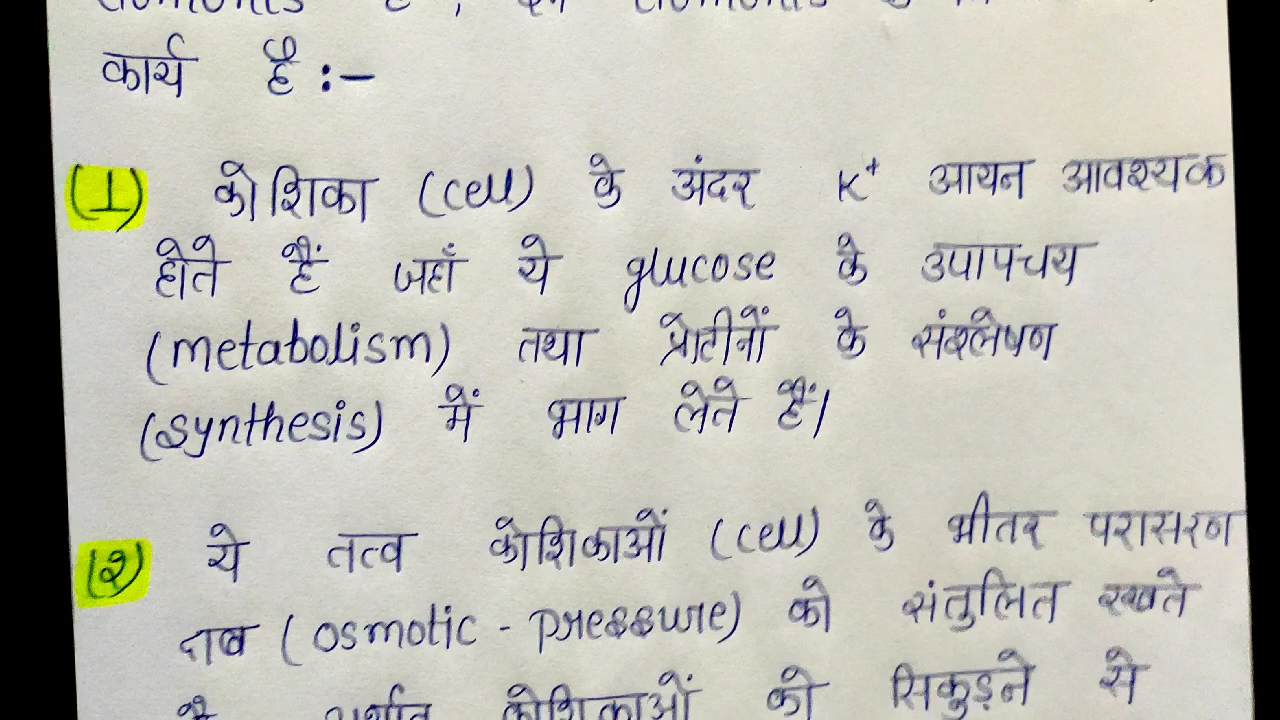 कार्य है :-
(1) कोशिका (cell) के अंदर K⁺ आयन आवश्यक
होते हैं जहाँ ये glucose के उपापचय
(metabolism) तथा प्रोटीनों के संश्लेषण
(synthesis) में भाग लेते हैं।
(2) ये तत्व कोशिकाओं (cell) के भीतर परासरण
दाब (osmotic - pressure) को संतुलित रखते
कोशिकाओं को सिकुड़ने से